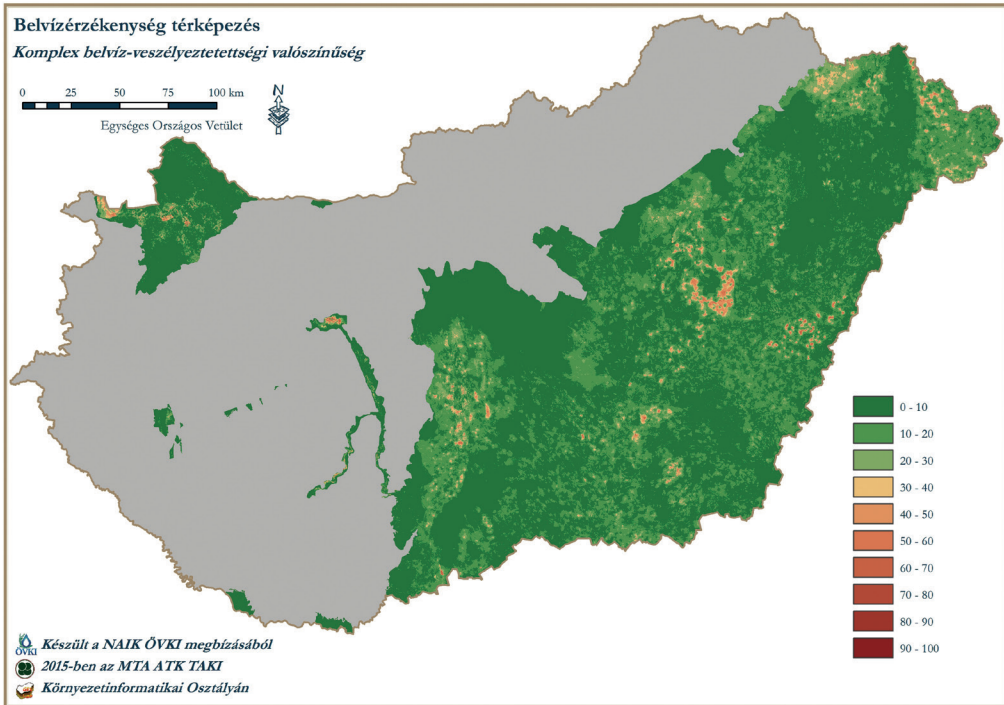 Belvízérzékenység térképezés
Komplex belvíz-veszélyeztetettségi valószínűség
0 25 50 100 km
N
Egységes Országos Vetület
0 - 10
10 - 20
20 - 30
30 - 40
40 - 50
50 - 60
60 - 70
70 - 80
80 - 90
90 - 100
ÖVKI
Készült a NAIK ÖVKI megbízásából
2015-ben az MTA ATK TAKI
Környezetinformatikai Osztályán